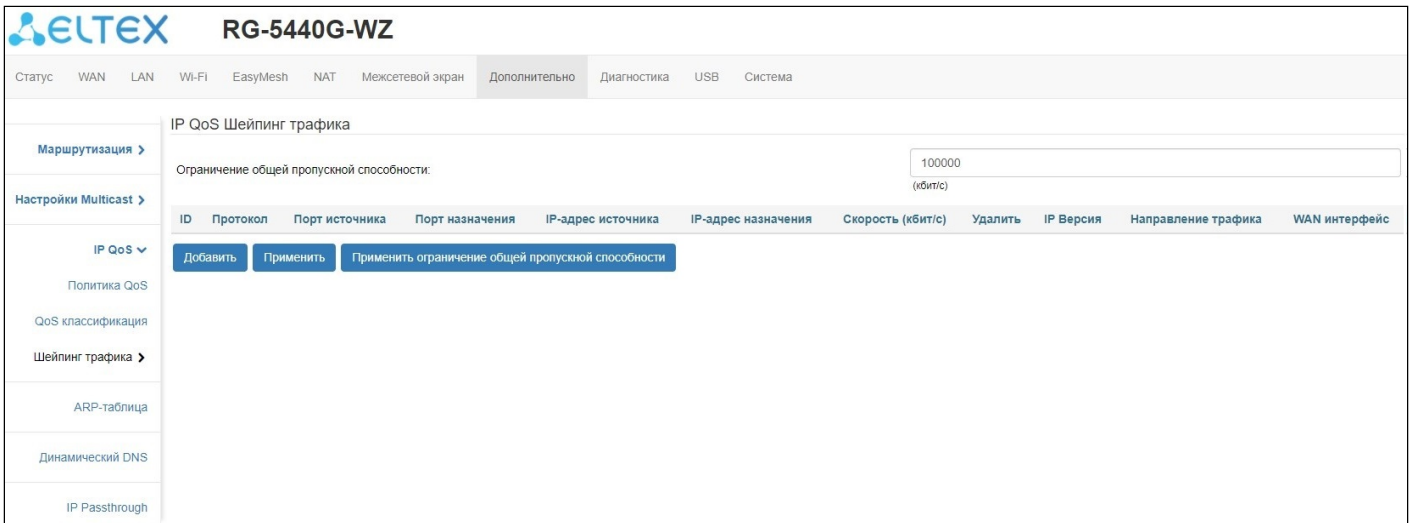 ELTEX RG-5440G-WZ
Статус WAN LAN Wi-Fi EasyMesh NAT Межсетевой экран Дополнительно Диагностика USB Система
IP QoS Шейпинг трафика
Маршрутизация
Ограничение общей пропускной способности: 100000
(кбит/с)
Настройки Multicast
ID Протокол Порт источника Порт назначения IP-адрес источника IP-адрес назначения Скорость (кбит/с) Удалить IP Версия Направление трафика WAN интерфейс
IP QoS
Добавить Применить Применить ограничение общей пропускной способности
Политика QoS
QoS классификация
Шейпинг трафика
ARP-таблица
Динамический DNS
IP Passthrough